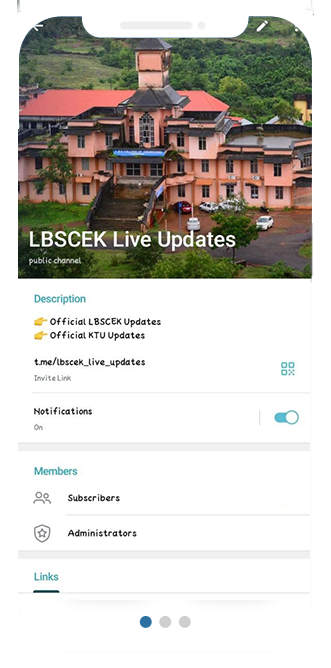 LBSCEK Live Updates
public channel
Description
👉 Official LBSCEK Updates
👉 Official KTU Updates
t.me/lbscek_live_updates
Invite Link
Notifications
On
Members
Subscribers
Administrators
Links